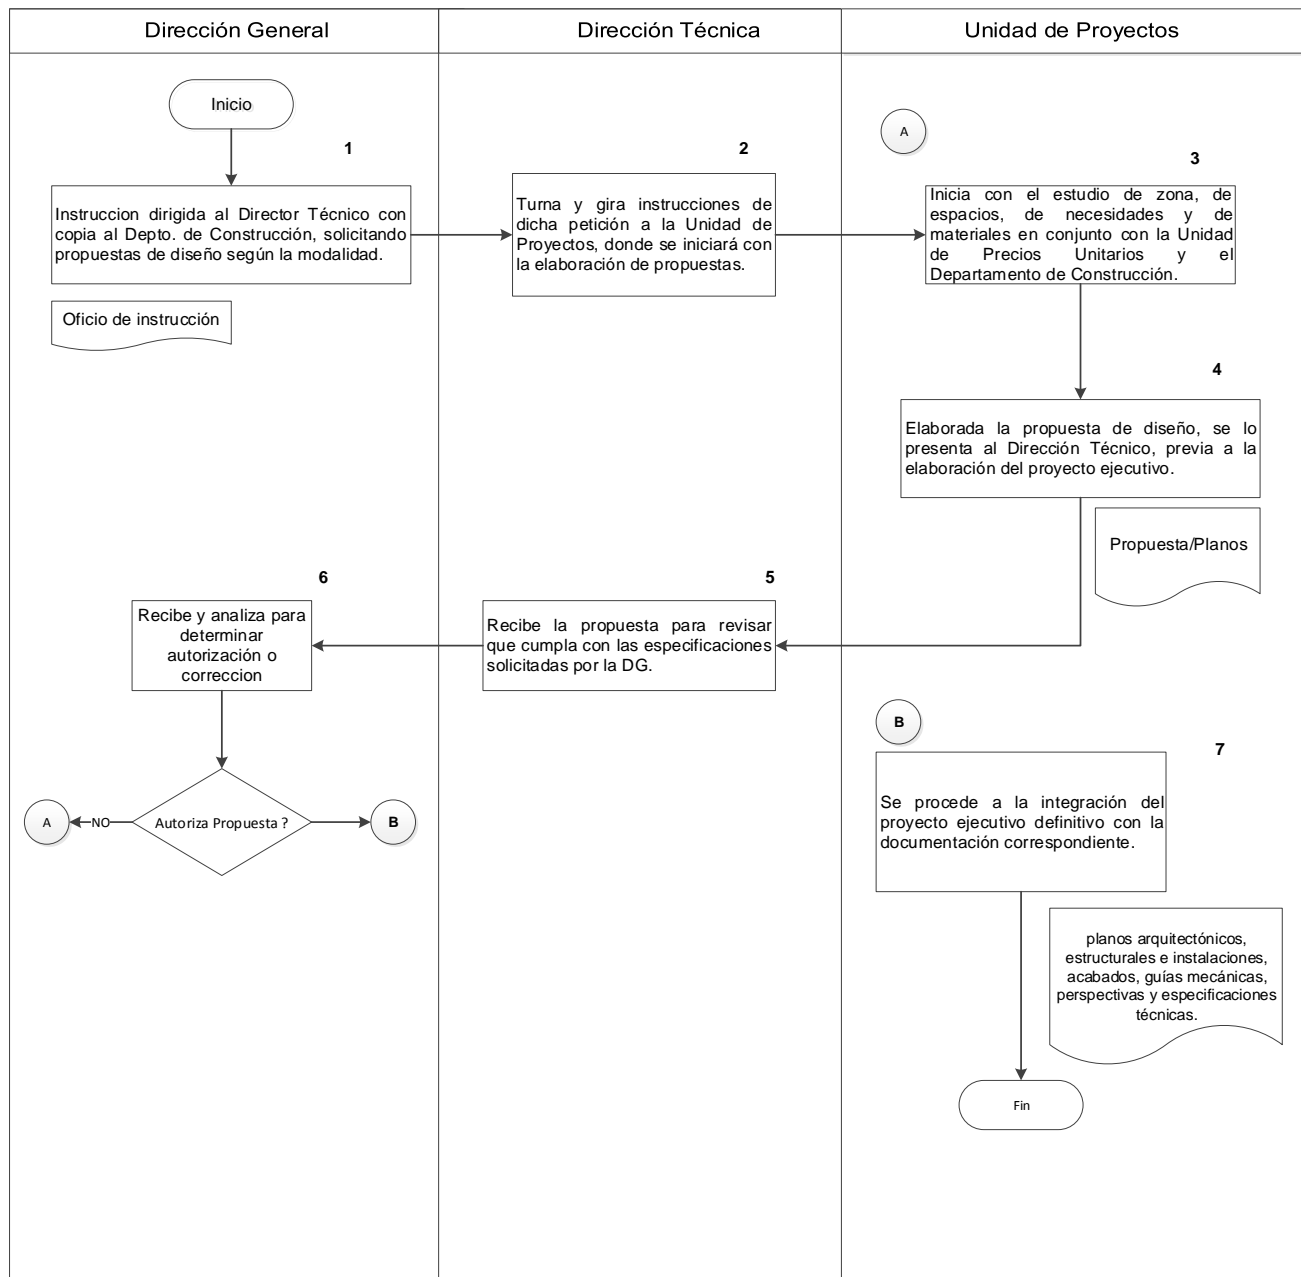 Dirección General
Dirección Técnica
Unidad de Proyectos
Inicio
1
Instruccion dirigida al Director Técnico con
copia al Depto. de Construcción, solicitando
propuestas de diseño según la modalidad.
Oficio de instrucción
2
Turna y gira instrucciones de
dicha petición a la Unidad de
Proyectos, donde se iniciará con
la elaboración de propuestas.
A
3
Inicia con el estudio de zona, de
espacios, de necesidades y de
materiales en conjunto con la Unidad
de Precios Unitarios y el
Departamento de Construcción.
4
Elaborada la propuesta de diseño, se lo
presenta al Dirección Técnico, previa a la
elaboración del proyecto ejecutivo.
Propuesta/Planos
5
Recibe la propuesta para revisar
que cumpla con las especificaciones
solicitadas por la DG.
6
Recibe y analiza para
determinar
autorización o
correccion
Autoriza Propuesta ?
NO
A
B
B
7
Se procede a la integración del
proyecto ejecutivo definitivo con la
documentación correspondiente.
planos arquitectónicos,
estructurales e instalaciones,
acabados, guías mecánicas,
perspectivas y especificaciones
técnicas.
Fin